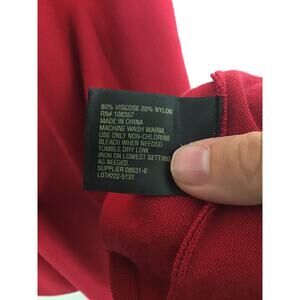 80% VISCOSE 20% NYLON
RN# 108357
MADE IN CHINA
MACHINE WASH WARM,
USE ONLY NON-CHLORINE
BLEACH WHEN NEEDED.
TUMBLE DRY LOW.
IRON ON LOWEST SETTING
AS NEEDED.
SUPPLIER 08531-6
LOT#222-5131